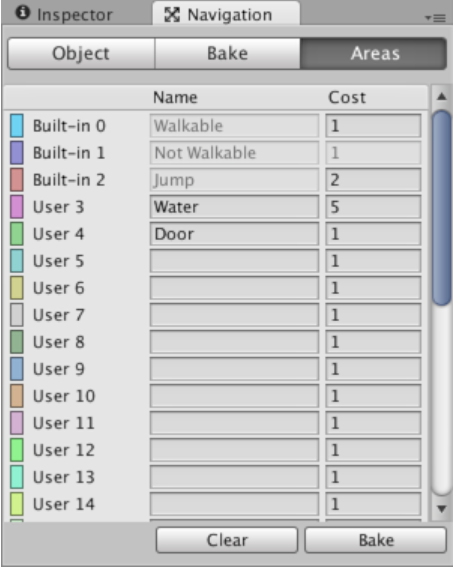 Inspector Navigation
Object Bake Areas
Name Cost
Built-in 0 Walkable 1
Built-in 1 Not Walkable 1
Built-in 2 Jump 2
User 3 Water 5
User 4 Door 1
User 5 1
User 6 1
User 7 1
User 8 1
User 9 1
User 10 1
User 11 1
User 12 1
User 13 1
User 14 1
Clear Bake